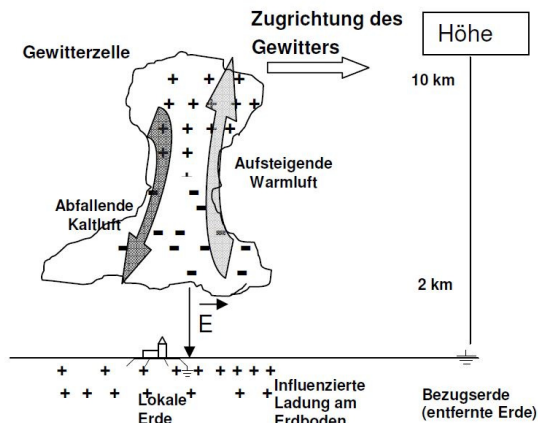 Zugrichtung des
Gewitters
Höhe
Gewitterzelle
10 km
Aufsteigende
Warmluft
Abfallende
Kaltluft
2 km
E
Lokale
Erde
Influenzierte
Ladung am
Erdboden
Bezugserde
(entfernte Erde)